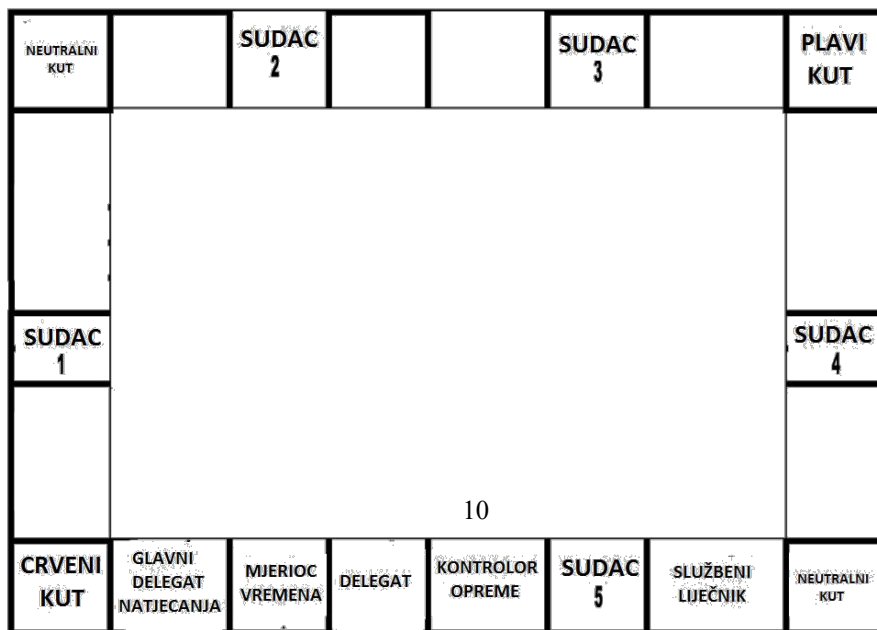 NEUTRALNI
KUT
SUDAC
2
SUDAC
3
PLAVI
KUT
SUDAC
1
SUDAC
4
10
CRVENI
KUT
GLAVNI
DELEGAT
NATJECANJA
MJERIOC
VREMENA
DELEGAT
KONTROLOR
OPREME
SUDAC
5
SLUŽBENI
LIJEČNIK
NEUTRALNI
KUT